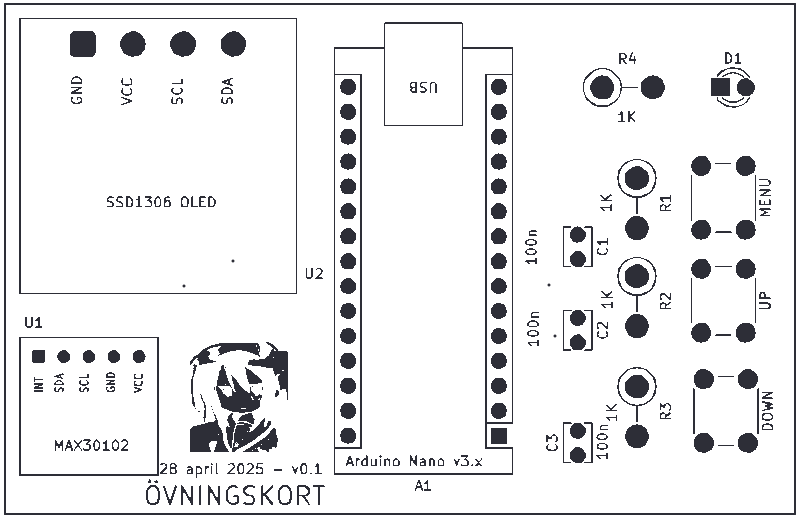 GND
VCC
SCL
SDA
SSD1306 OLED
U2
USB
R4
1K
D1
1K
R1
MENU
100n
C1
1K
R2
UP
100n
C2
1K
R3
DOWN
C3
100n
U1
INT
SDA
SCL
GND
VCC
MAX30102
Arduino Nano v3.x
A1
28 april 2025 – v0.1
ÖVNINGSKORT